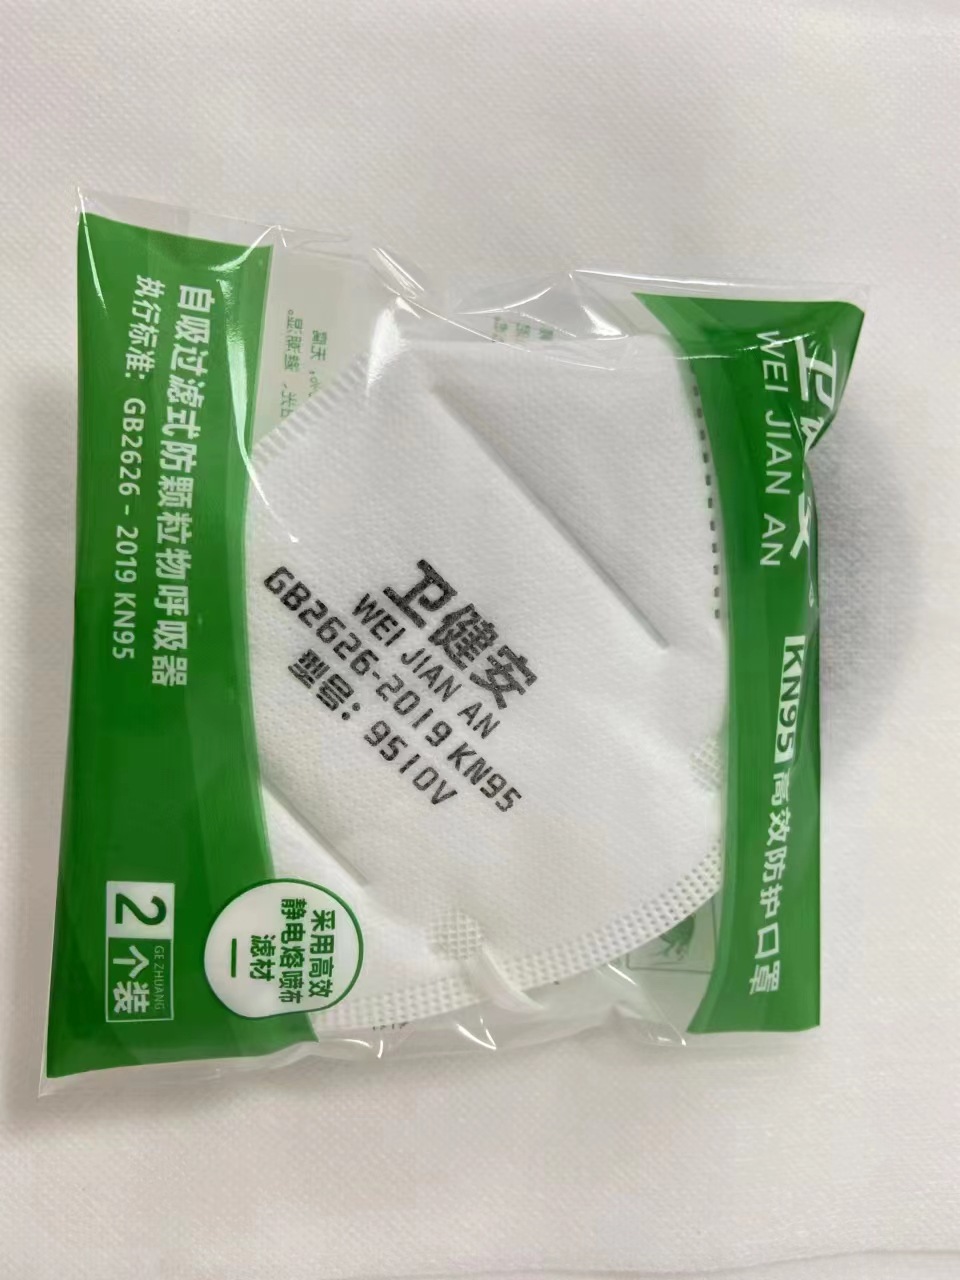 卫健安
WEI JIAN AN
KN95 高效防护口罩
卫健安
WEI JIAN AN
GB2626-2019 KN95
型号：9510V
自吸过滤式防颗粒物呼吸器
执行标准：GB2626-2019 KN95
采用高效
静电熔喷布
滤材
2
个装
GE ZHUANG